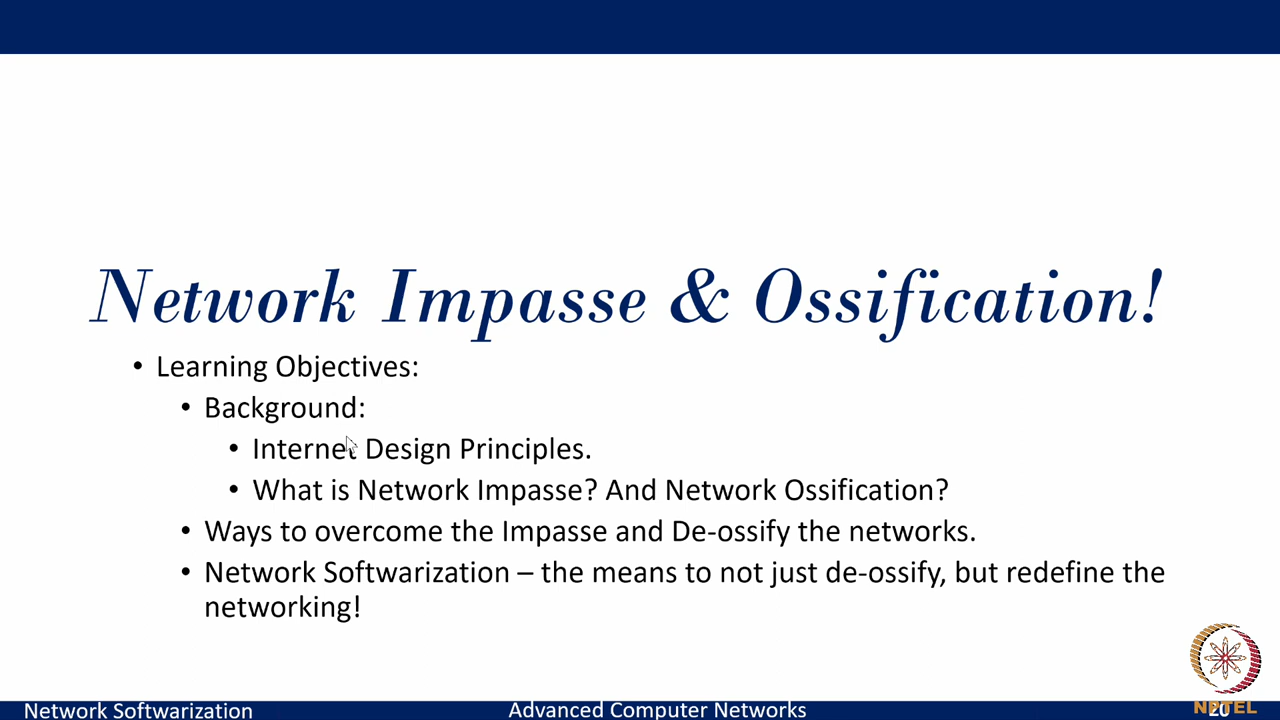 Network Impasse & Ossification!
• Learning Objectives:
• Background:
• Internet Design Principles.
• What is Network Impasse? And Network Ossification?
• Ways to overcome the Impasse and De-ossify the networks.
• Network Softwarization – the means to not just de-ossify, but redefine the
networking!
Network Softwarization
Advanced Computer Networks
20
NPTEL